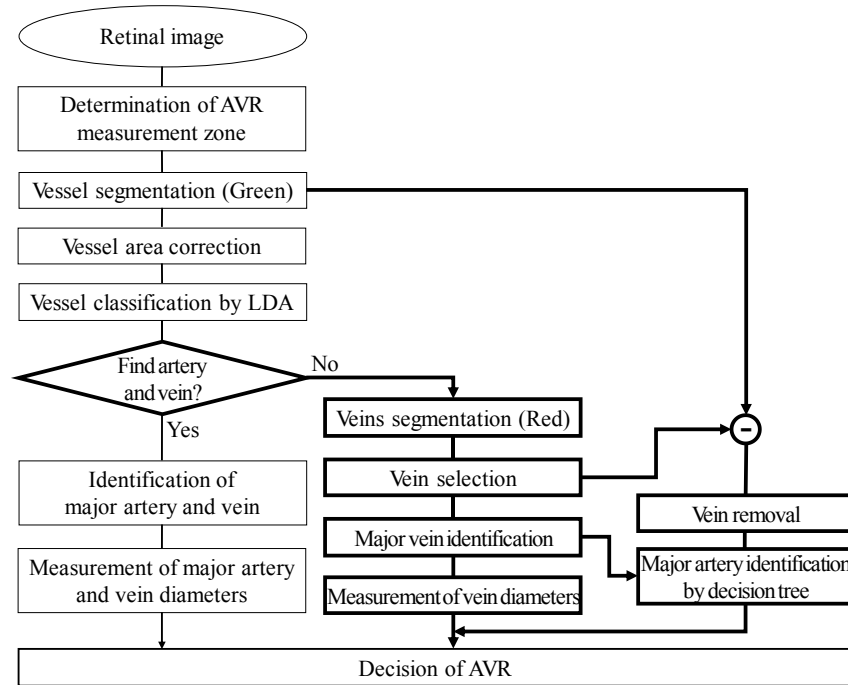 Retinal image
Determination of AVR
measurement zone
Vessel segmentation (Green)
Vessel area correction
Vessel classification by LDA
Find artery
and vein?
No
Yes
Identification of
major artery and vein
Measurement of major artery
and vein diameters
Veins segmentation (Red)
Vein selection
Major vein identification
Measurement of vein diameters
-
Vein removal
Major artery identification
by decision tree
Decision of AVR